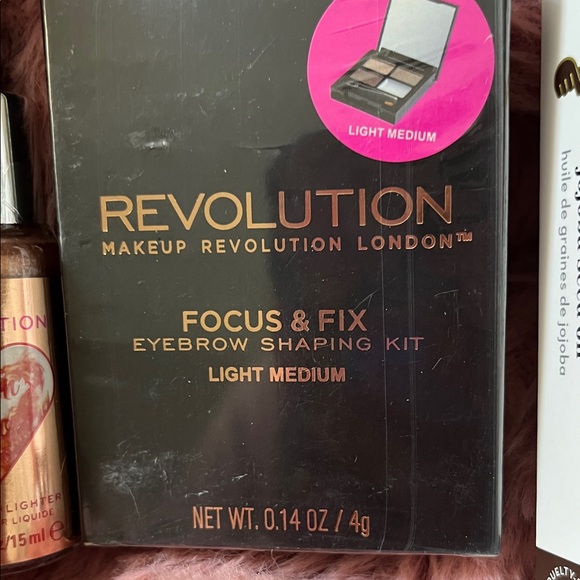 LIGHT MEDIUM
REVOLUTION
MAKEUP REVOLUTION LONDON™
FOCUS & FIX
EYEBROW SHAPING KIT
LIGHT MEDIUM
NET WT. 0.14 OZ / 4g
TION
LIGHTER
LIQUIDE
/15ml e
huile de graines de jojoba